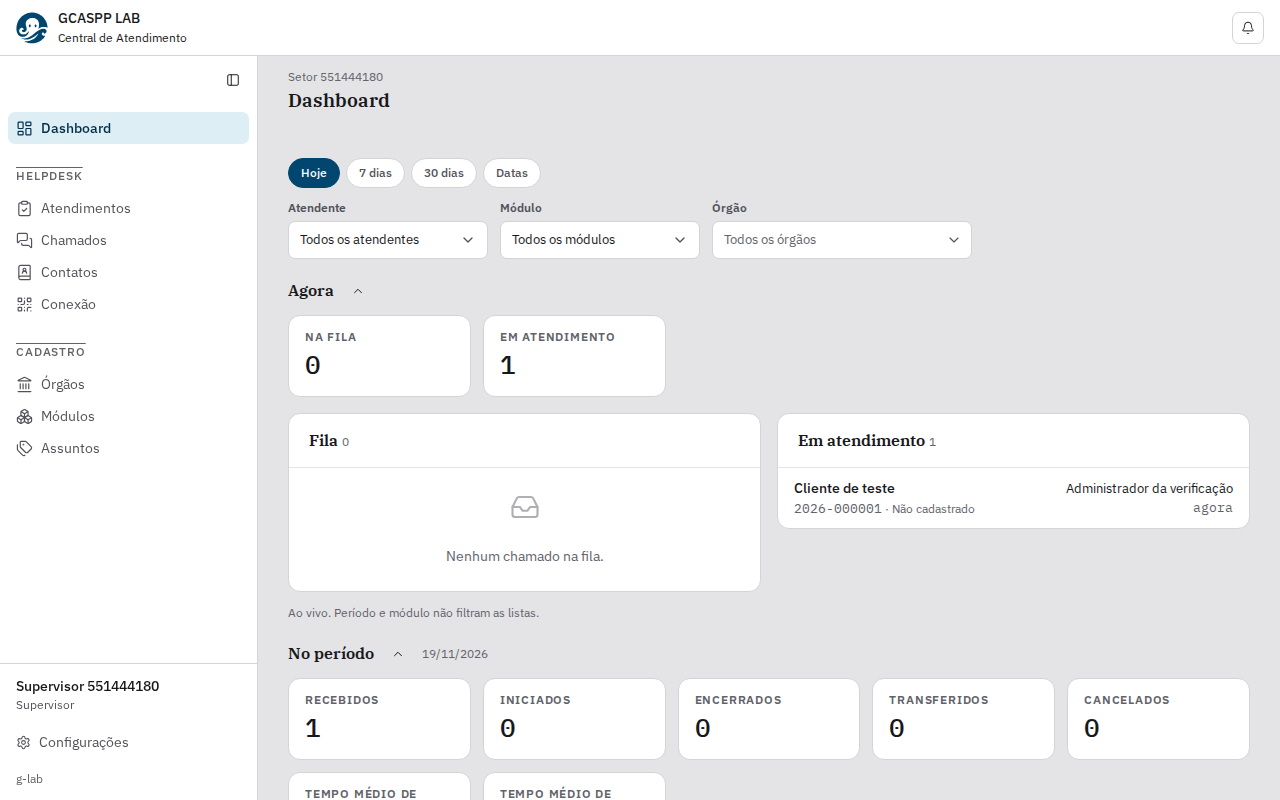 GCASPP LAB
Central de Atendimento
Dashboard
HELPDESK
Atendimentos
Chamados
Contatos
Conexão
CADASTRO
Órgãos
Módulos
Assuntos
Supervisor 551444180
Supervisor
Configurações
g-lab
Setor 551444180
Dashboard
Hoje 7 dias 30 dias Datas
Atendente Módulo Órgão
Todos os atendentes Todos os módulos Todos os órgãos
Agora
NA FILA EM ATENDIMENTO
0 1
Fila 0
Nenhum chamado na fila.
Em atendimento 1
Cliente de teste Administrador da verificação
2026-000001 · Não cadastrado agora
Ao vivo. Período e módulo não filtram as listas.
No período 19/11/2026
RECEBIDOS INICIADOS ENCERRADOS TRANSFERIDOS CANCELADOS
1 0 0 0 0
TEMPO MÉDIO DE TEMPO MÉDIO DE